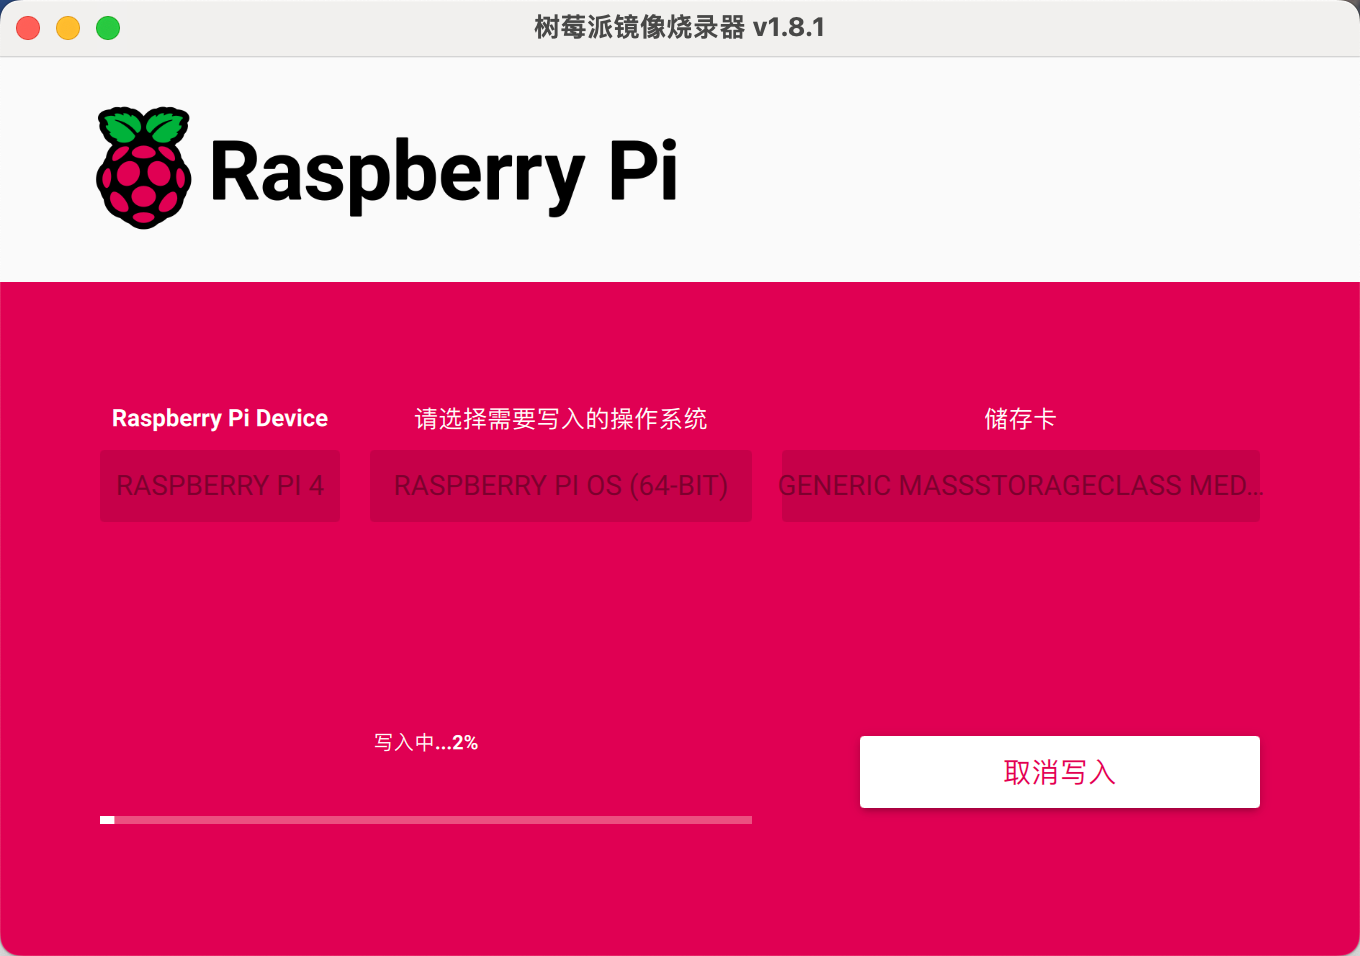 树莓派镜像烧录器 v1.8.1
Raspberry Pi
Raspberry Pi Device
请选择需要写入的操作系统
储存卡
RASPBERRY PI 4
RASPBERRY PI OS (64-BIT)
GENERIC MASSSTORAGECLASS MED...
写入中...2%
取消写入